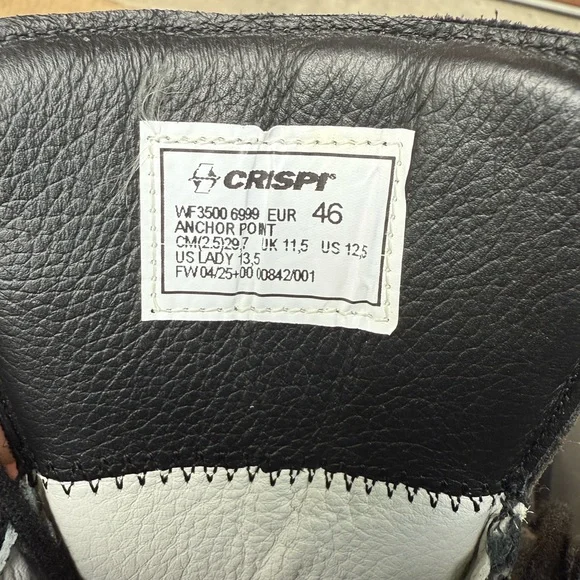 CRISPI®
WF3500 6999 EUR 46
ANCHOR POINT
CM(2.5)29,7 UK 11,5 US 12,5
US LADY 13,5
FW 04/25+00 00842/001